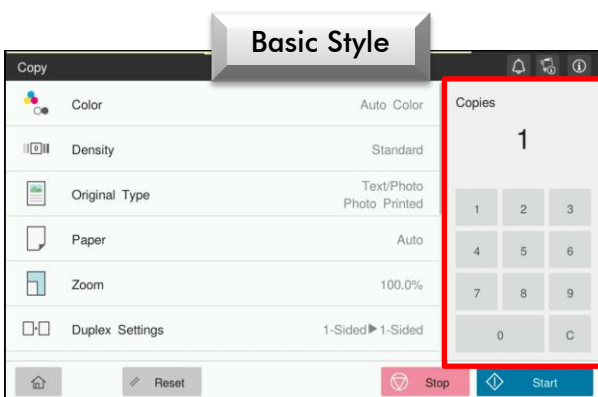 Basic Style
Copy
Color
Auto Color
Density
Standard
Original Type
Text/Photo
Photo Printed
Paper
Auto
Zoom
100.0%
Duplex Settings
1-Sided▶1-Sided
Copies
1
1 2 3
4 5 6
7 8 9
0 C
Reset
Stop
Start